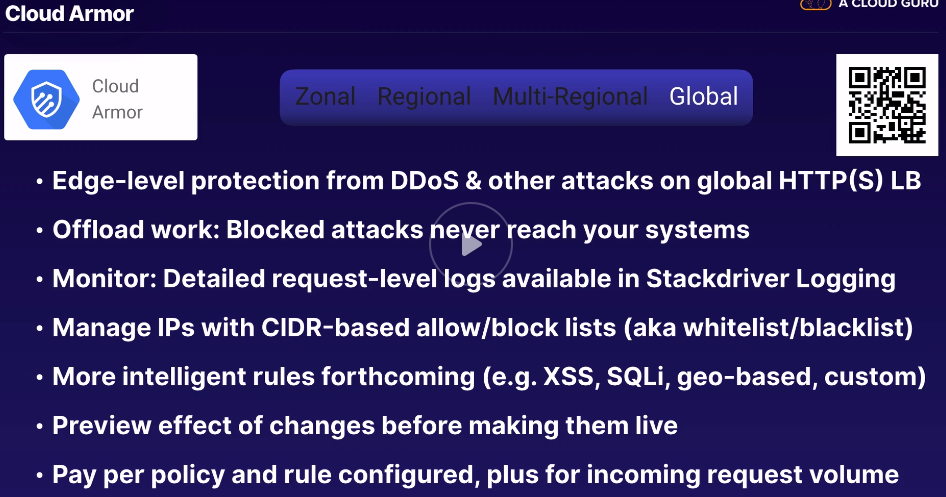 Cloud Armor
A CLOUD GURU
Cloud
Armor
Zonal Regional Multi-Regional Global
• Edge-level protection from DDoS & other attacks on global HTTP(S) LB
• Offload work: Blocked attacks never reach your systems
• Monitor: Detailed request-level logs available in Stackdriver Logging
• Manage IPs with CIDR-based allow/block lists (aka whitelist/blacklist)
• More intelligent rules forthcoming (e.g. XSS, SQLi, geo-based, custom)
• Preview effect of changes before making them live
• Pay per policy and rule configured, plus for incoming request volume